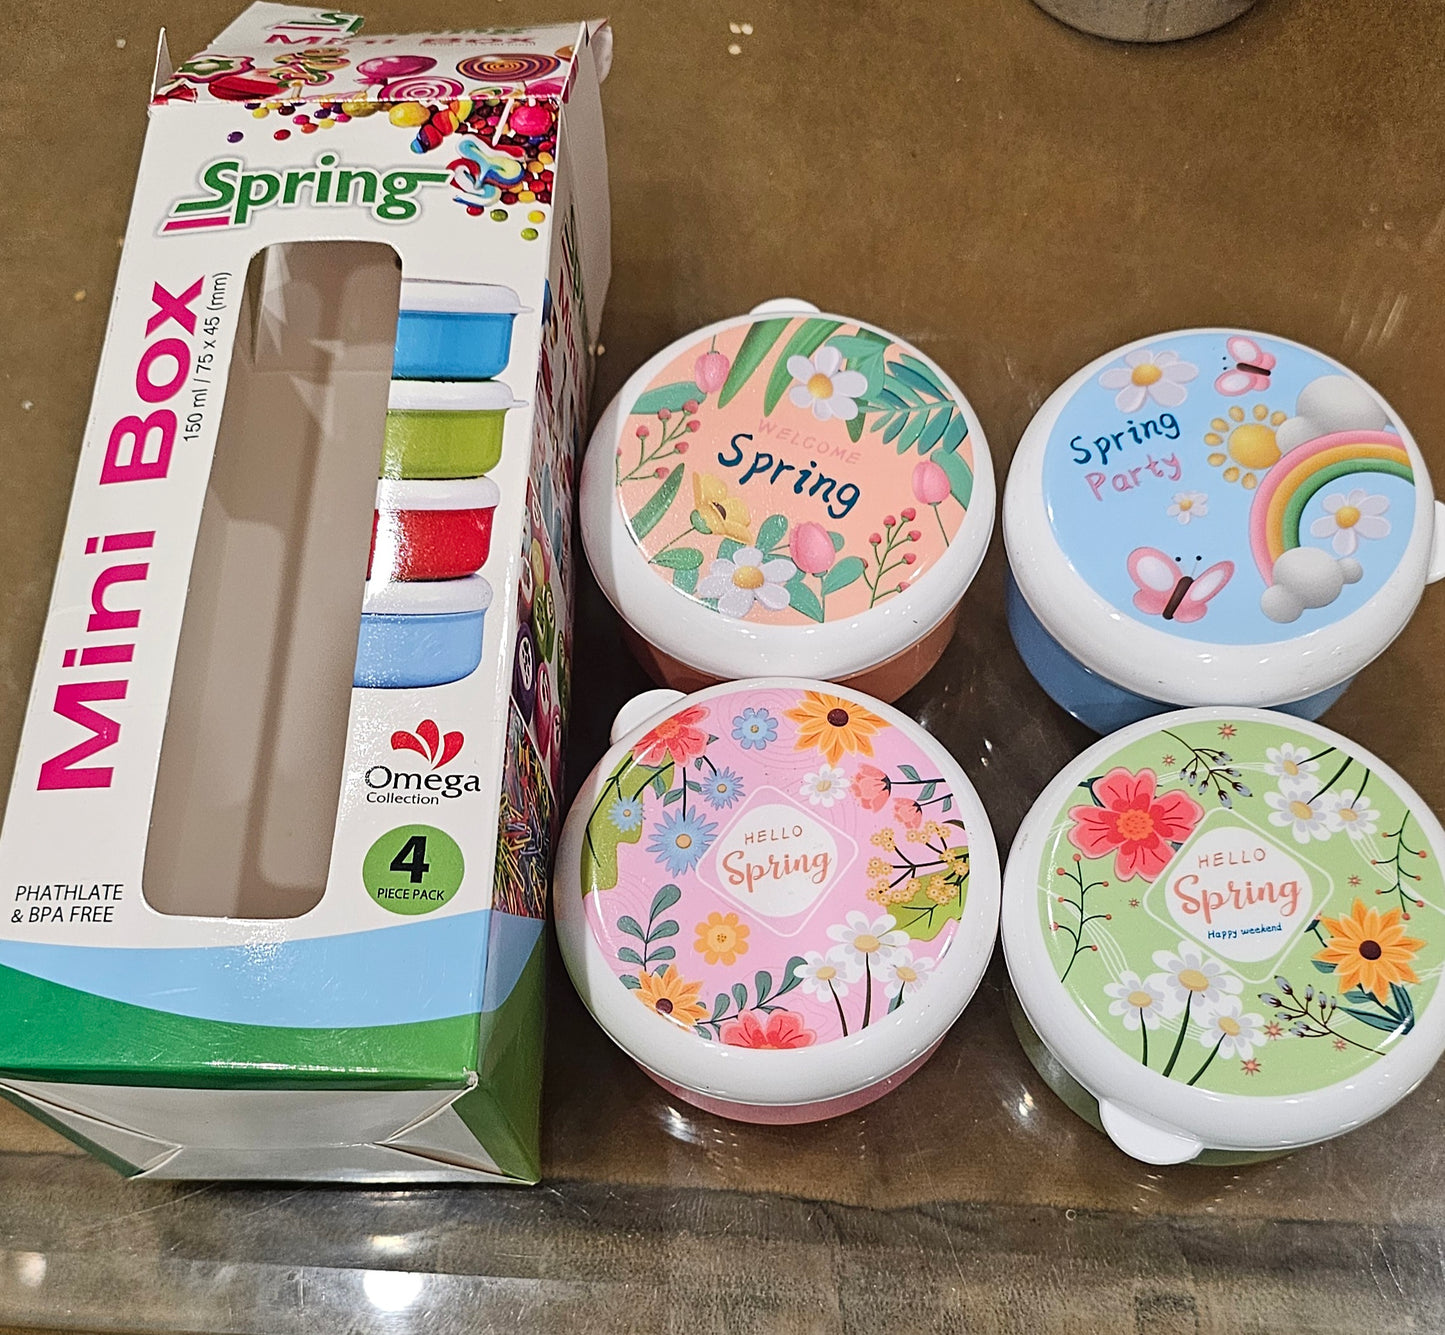 Mini Box
Spring
Mini Box
150 ml / 75 x 45 (mm)
Omega
Collection
4
PIECE PACK
PHATHLATE
& BPA FREE
WELCOME
Spring
Spring
Party
HELLO
Spring
HELLO
Spring
Happy weekend